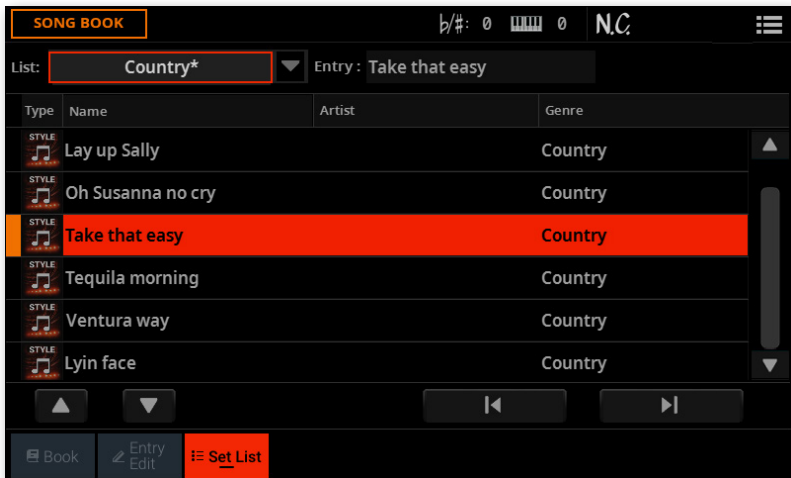 SONG BOOK b/#: 0 0 N.C.
List: Country* Entry : Take that easy
Type Name Artist Genre
STYLE Lay up Sally Country
STYLE Oh Susanna no cry Country
STYLE Take that easy Country
STYLE Tequila morning Country
STYLE Ventura way Country
STYLE Lyin face Country
Book Entry Edit Set List